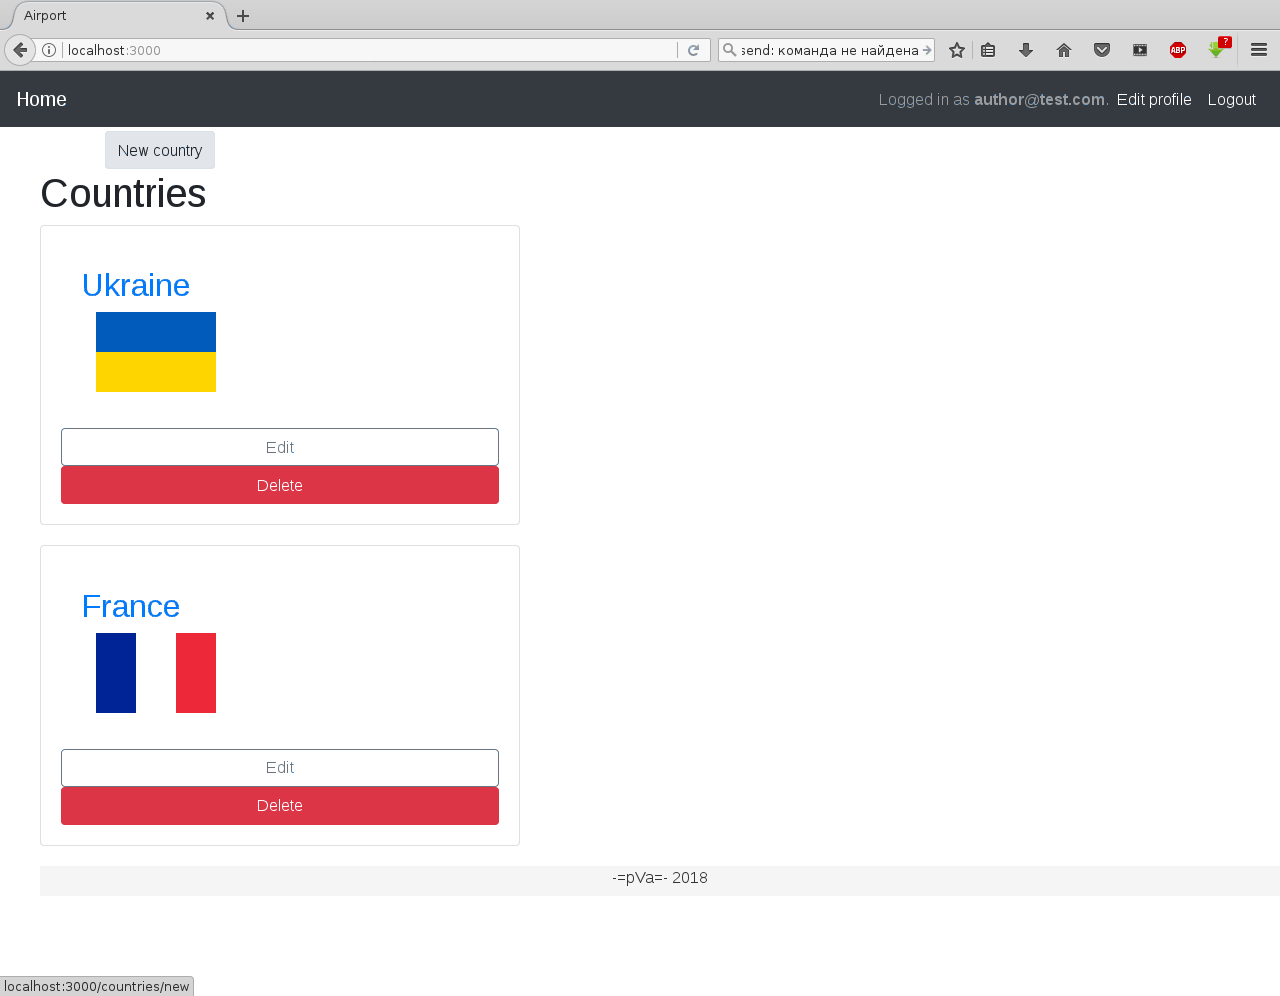 Airport
localhost:3000
send: команда не найдена
ABP
?
Home
Logged in as author@test.com. Edit profile Logout
New country
Countries
Ukraine
Edit
Delete
France
Edit
Delete
-=pVa=- 2018
localhost:3000/countries/new